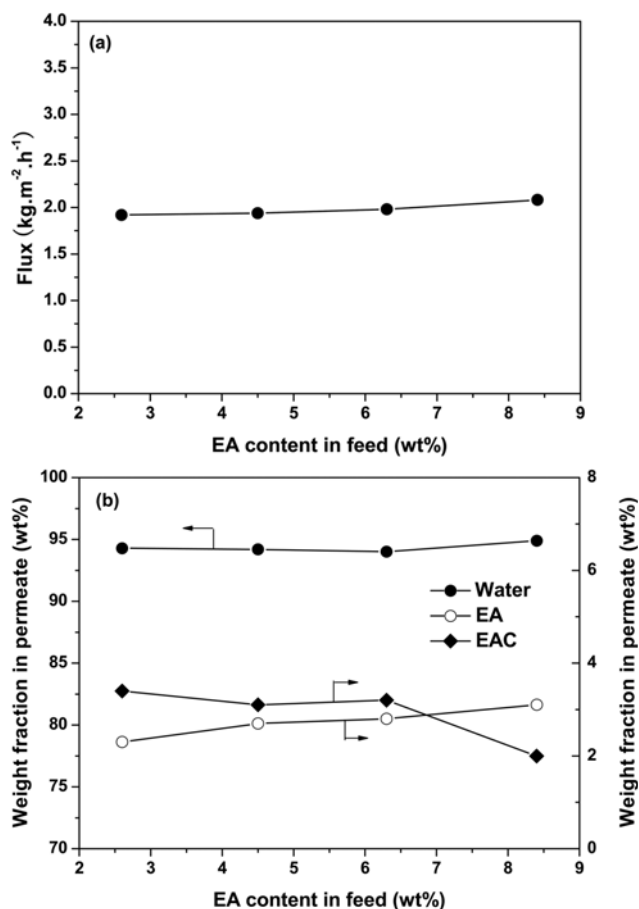 (a)
4.0
3.5
3.0
2.5
2.0
1.5
1.0
0.5
0.0
Flux (kg.m⁻².h⁻¹)
2 3 4 5 6 7 8 9
EA content in feed (wt%)
(b)
100
95
90
85
80
75
70
Weight fraction in permeate (wt%)
Water
EA
EAC
8
6
4
2
0
Weight fraction in permeate (wt%)
2 3 4 5 6 7 8 9
EA content in feed (wt%)